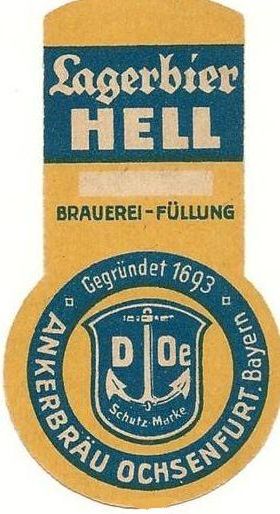 Lagerbier
HELL
BRAUEREI-FÜLLUNG
Gegründet 1693
D Oe
Schutz-Marke
ANKERBRÄU OCHSENFURT. Bayern